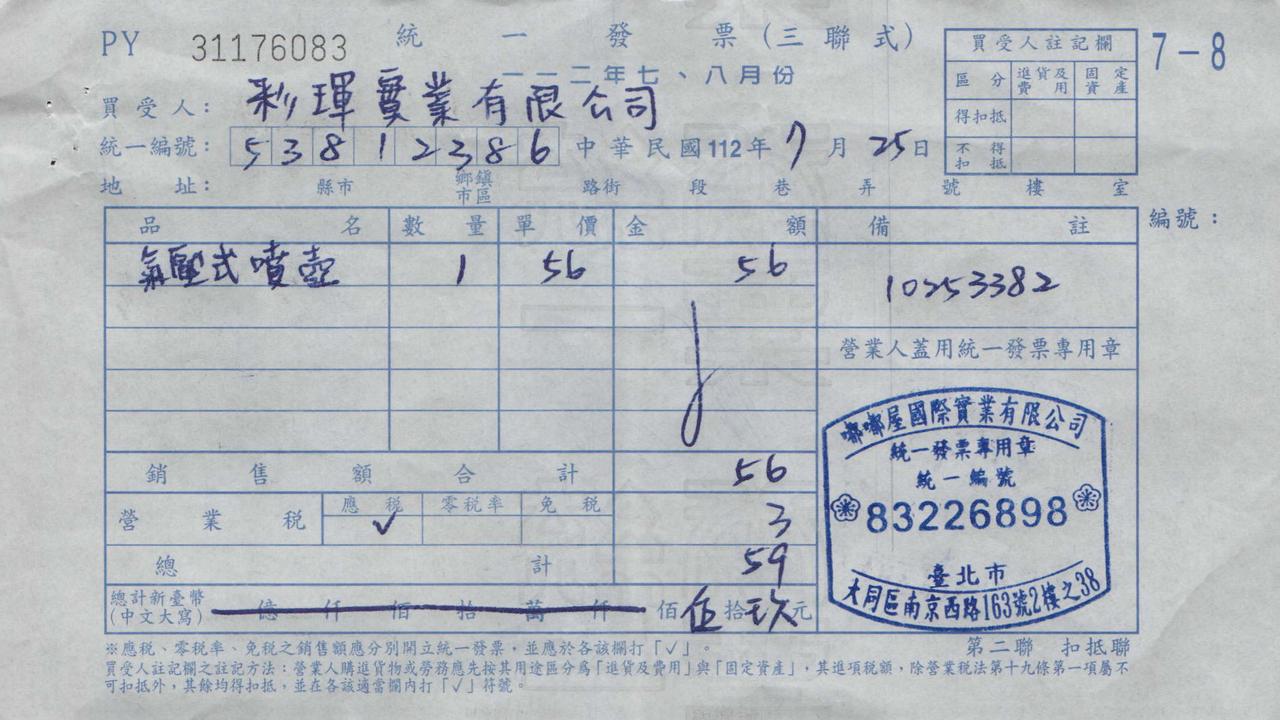 PY 31176083 統一發票(三聯式)
一一二年七、八月份
7-8
買受人註記欄
區分 進貨及費用 固定資產
得扣抵
不得扣抵
買受人: 彩琿實業有限公司
統一編號: 53812386 中華民國112年7月25日
地址: 縣市 鄉鎮市區 路街 段 巷 弄 號 樓 室
品名 數量 單價 金額 備註 編號:
氣壓式噴壺 1 56 56 10253382
營業人蓋用統一發票專用章
銷售額合計 56
營業稅 應稅 ✓ 零稅率 免稅 3
總計 59
總計新臺幣(中文大寫) 億 仟 佰 拾 萬 仟 佰 伍拾玖元
嘟嘟屋國際實業有限公司
統一發票專用章
統一編號
83226898
臺北市
大同區南京西路163號2樓之38
※應稅、零稅率、免稅之銷售額應分別開立統一發票,並應於各該欄打「✓」。
第二聯 扣抵聯
買受人註記欄之註記方法:營業人購進貨物或勞務應先按其用途區分為「進貨及費用」與「固定資產」,其進項稅額,除營業稅法第十九條第一項屬不
可扣抵外,其餘均得扣抵,並在各該適當欄內打「✓」符號。